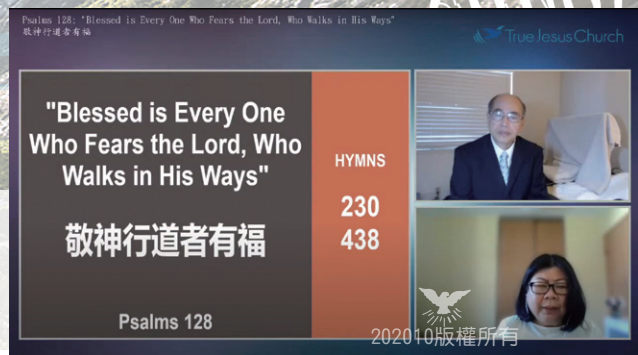 Psalms 128: "Blessed is Every One Who Fears the Lord, Who Walks in His Ways"
敬神行道者有福
True Jesus Church
"Blessed is Every One
Who Fears the Lord, Who
Walks in His Ways"
敬神行道者有福
Psalms 128
HYMNS
230
438
202010版權所有